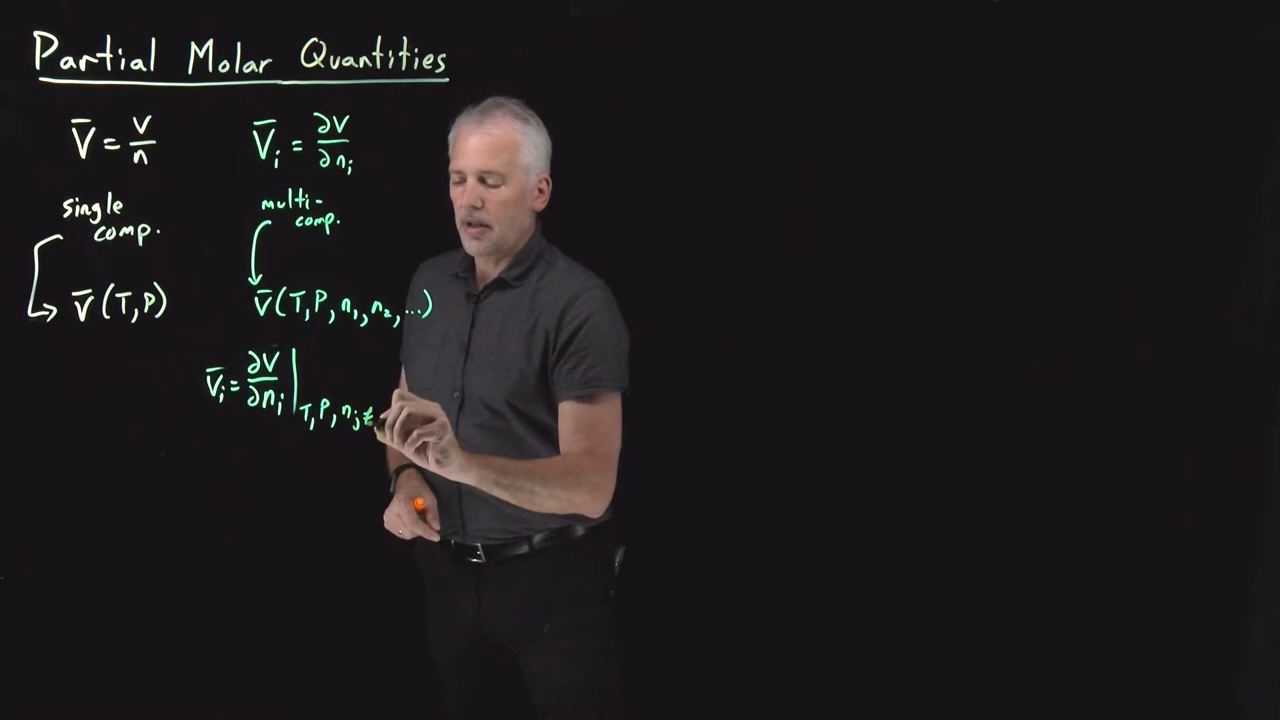 Partial Molar Quantities
V̄ = V/n
single comp.
V̄(T,P)
V̄ᵢ = ∂V/∂nᵢ
multi-comp.
V̄(T,P,n₁,n₂,...)
V̄ᵢ = ∂V/∂nᵢ |T,P,nⱼ≠